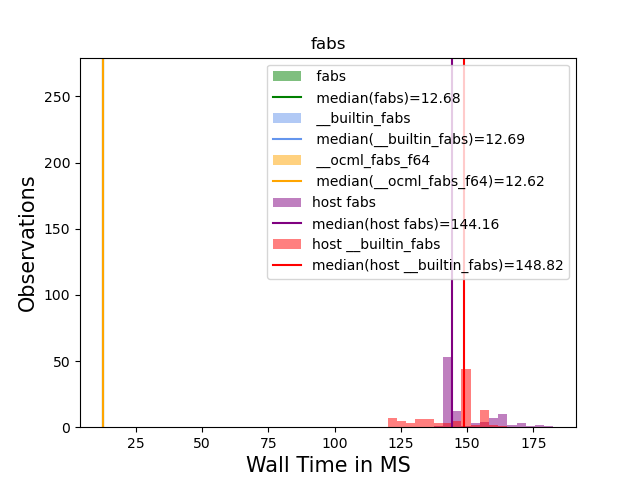 fabs
Observations
250
200
150
100
50
0
fabs
median(fabs)=12.68
__builtin_fabs
median(__builtin_fabs)=12.69
__ocml_fabs_f64
median(__ocml_fabs_f64)=12.62
host fabs
median(host fabs)=144.16
host __builtin_fabs
median(host __builtin_fabs)=148.82
25 50 75 100 125 150 175
Wall Time in MS